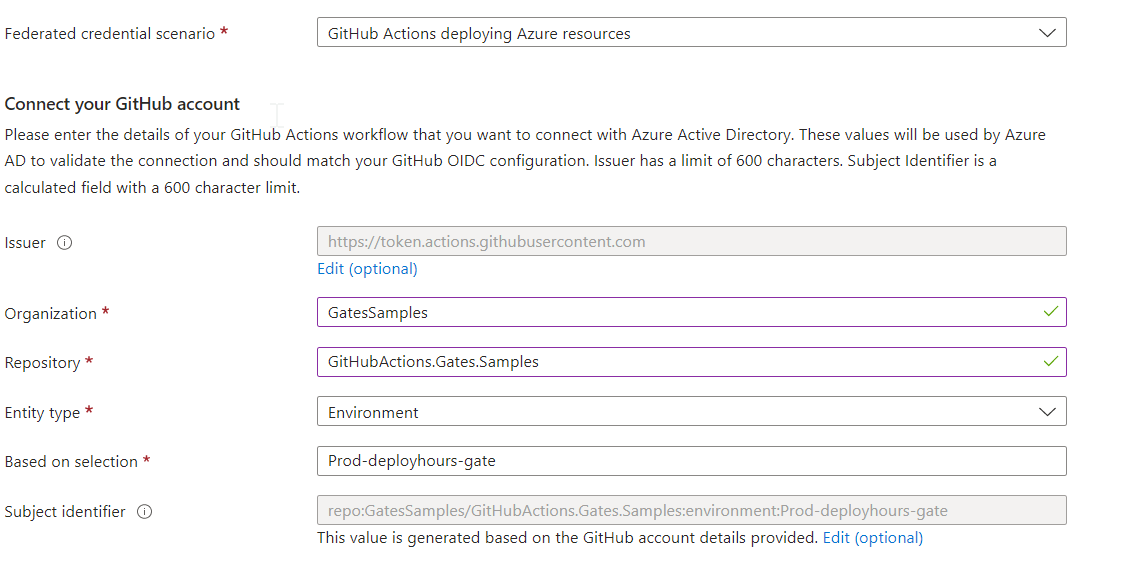 Federated credential scenario * GitHub Actions deploying Azure resources
Connect your GitHub account
Please enter the details of your GitHub Actions workflow that you want to connect with Azure Active Directory. These values will be used by Azure
AD to validate the connection and should match your GitHub OIDC configuration. Issuer has a limit of 600 characters. Subject Identifier is a
calculated field with a 600 character limit.
Issuer https://token.actions.githubusercontent.com
Edit (optional)
Organization * GatesSamples
Repository * GitHubActions.Gates.Samples
Entity type * Environment
Based on selection * Prod-deployhours-gate
Subject identifier repo:GatesSamples/GitHubActions.Gates.Samples:environment:Prod-deployhours-gate
This value is generated based on the GitHub account details provided. Edit (optional)